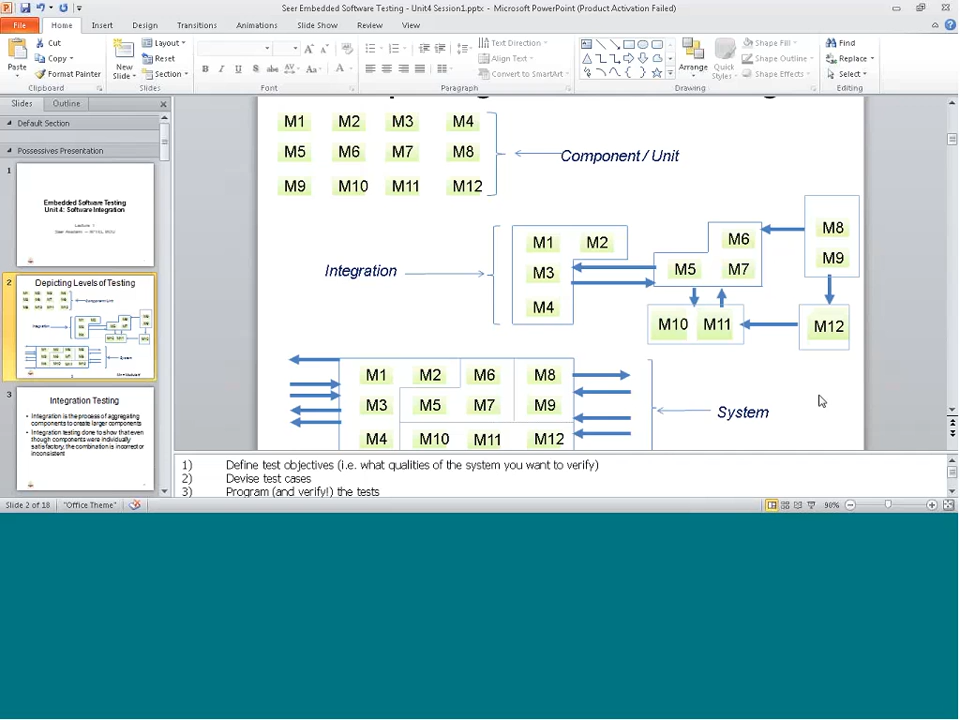 Seer Embedded Software Testing - Unit4 Session1.pptx - Microsoft PowerPoint (Product Activation Failed)
File Home Insert Design Transitions Animations Slide Show Review View
Paste
Cut
Copy
Format Painter
Clipboard
New Slide
Layout
Reset
Section
Slides
Font
Paragraph
Text Direction
Align Text
Convert to SmartArt
Arrange
Quick Styles
Shape Fill
Shape Outline
Shape Effects
Drawing
Find
Replace
Select
Editing
Slides Outline
Default Section
Possessives Presentation
1
Embedded Software Testing
Unit 4: Software Integration
Lecture 1
2
Depicting Levels of Testing
Component/Unit
Integration
System
3
Integration Testing
Integration is the process of aggregating
components to create larger components
Integration testing done to show that even
though components were individually
satisfactory, the combination is incorrect or
inconsistent
M1 M2 M3 M4
M5 M6 M7 M8
M9 M10 M11 M12
Component / Unit
Integration
M1 M2
M3
M4
M6
M5 M7
M8
M9
M10 M11
M12
M1 M2 M6 M8
M3 M5 M7 M9
M4 M10 M11 M12
System
1) Define test objectives (i.e. what qualities of the system you want to verify)
2) Devise test cases
3) Program (and verify!) the tests
Slide 2 of 18 "Office Theme" 90%